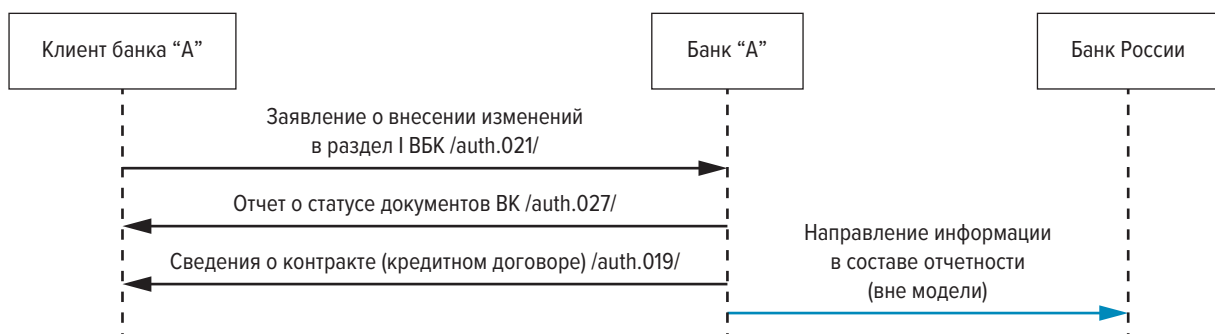 Клиент банка “А”
Банк “А”
Банк России
Заявление о внесении изменений
в раздел I ВБК /auth.021/
Отчет о статусе документов ВК /auth.027/
Сведения о контракте (кредитном договоре) /auth.019/
Направление информации
в составе отчетности
(вне модели)